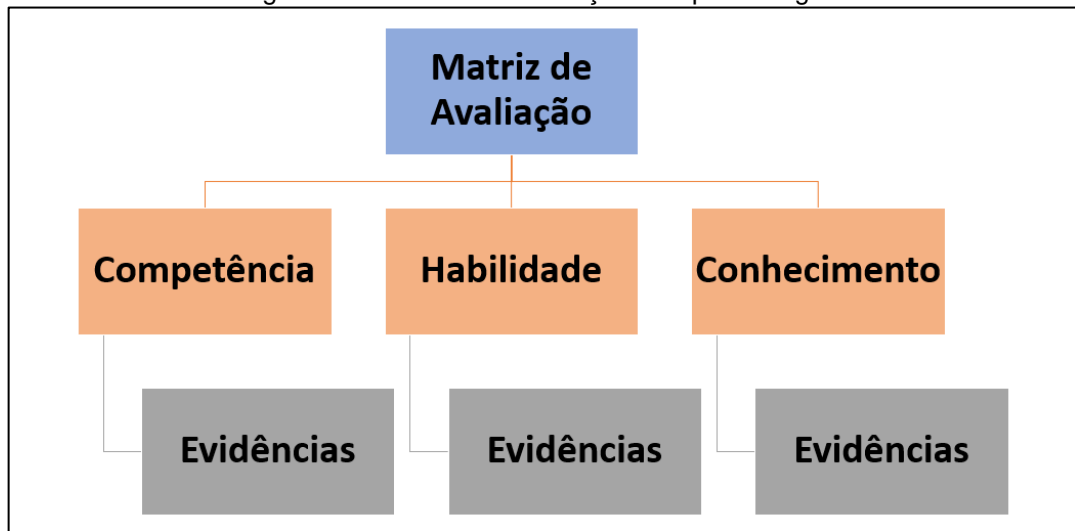 Matriz de
Avaliação
Competência
Habilidade
Conhecimento
Evidências
Evidências
Evidências